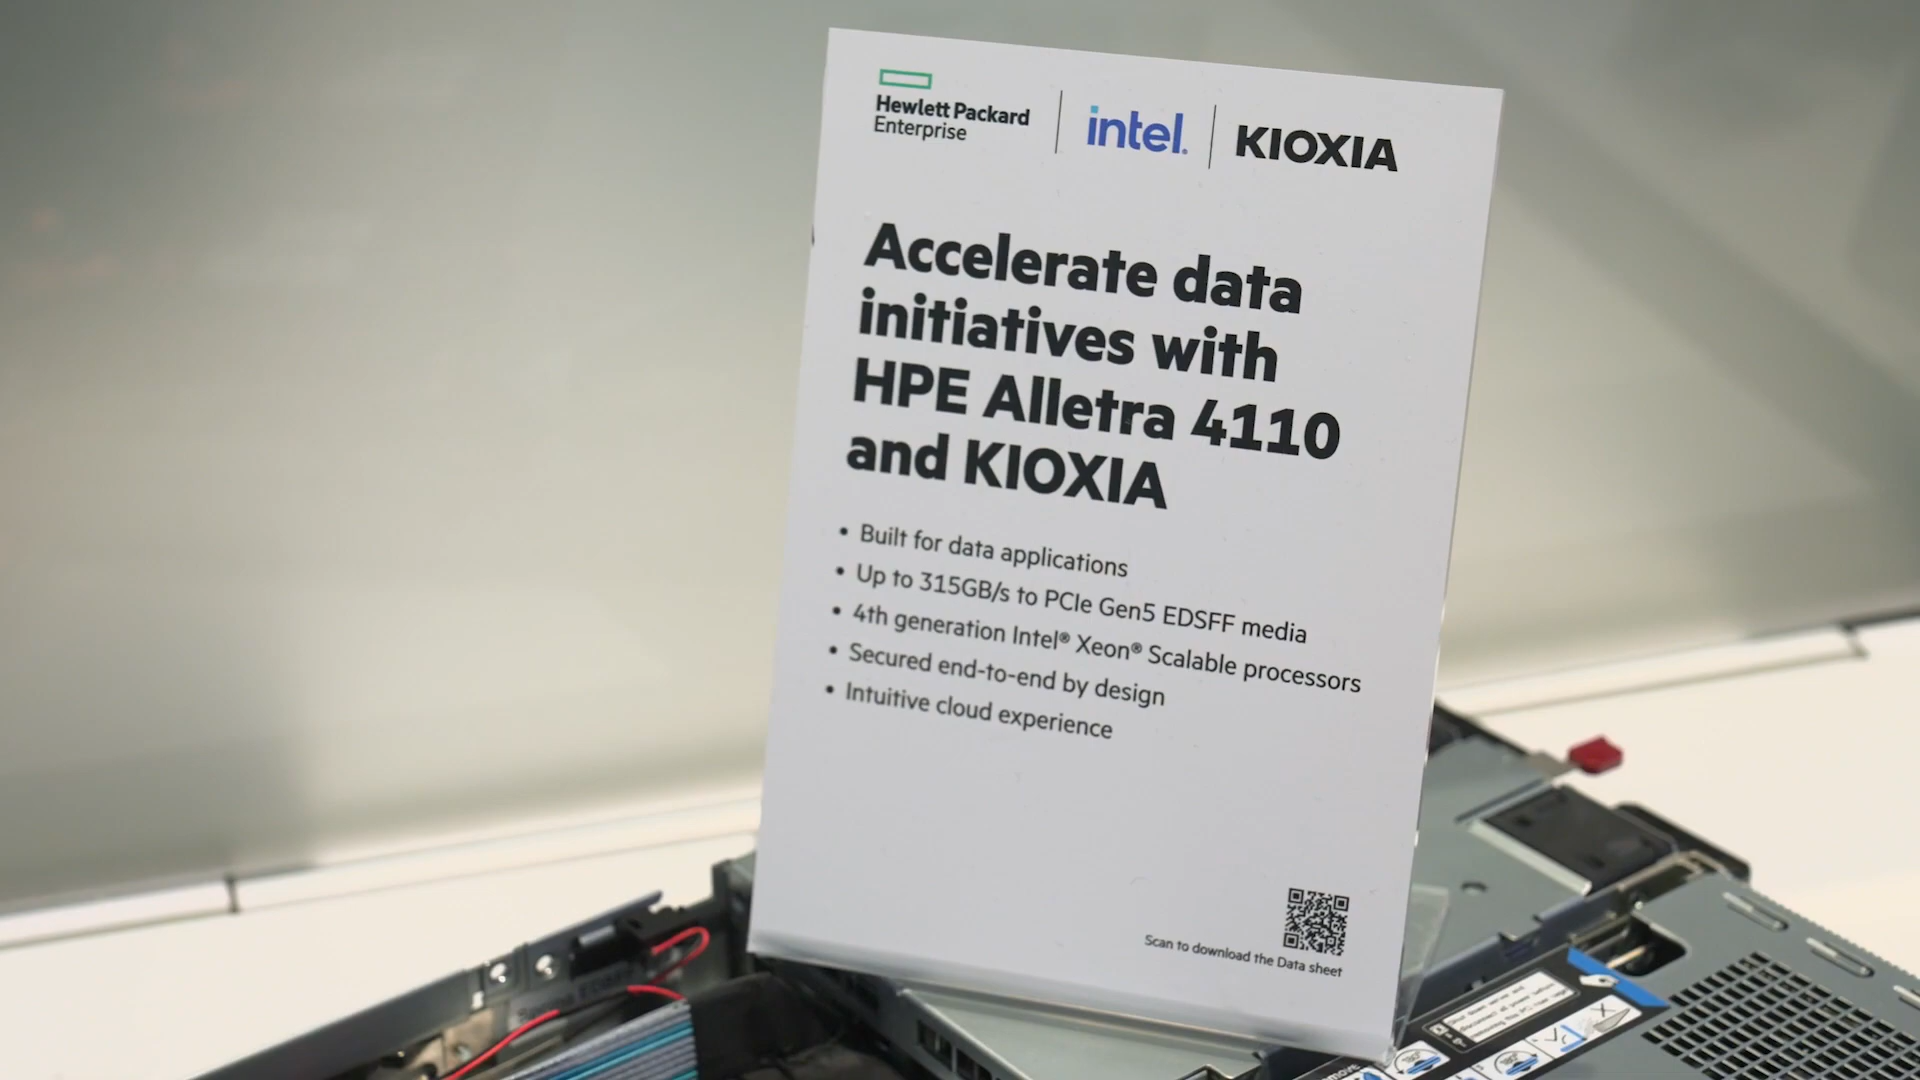 Hewlett Packard
Enterprise
intel.
KIOXIA
Accelerate data
initiatives with
HPE Alletra 4110
and KIOXIA
• Built for data applications
• Up to 315GB/s to PCIe Gen5 EDSFF media
• 4th generation Intel® Xeon® Scalable processors
• Secured end-to-end by design
• Intuitive cloud experience
Scan to download the Data sheet
180°
180°